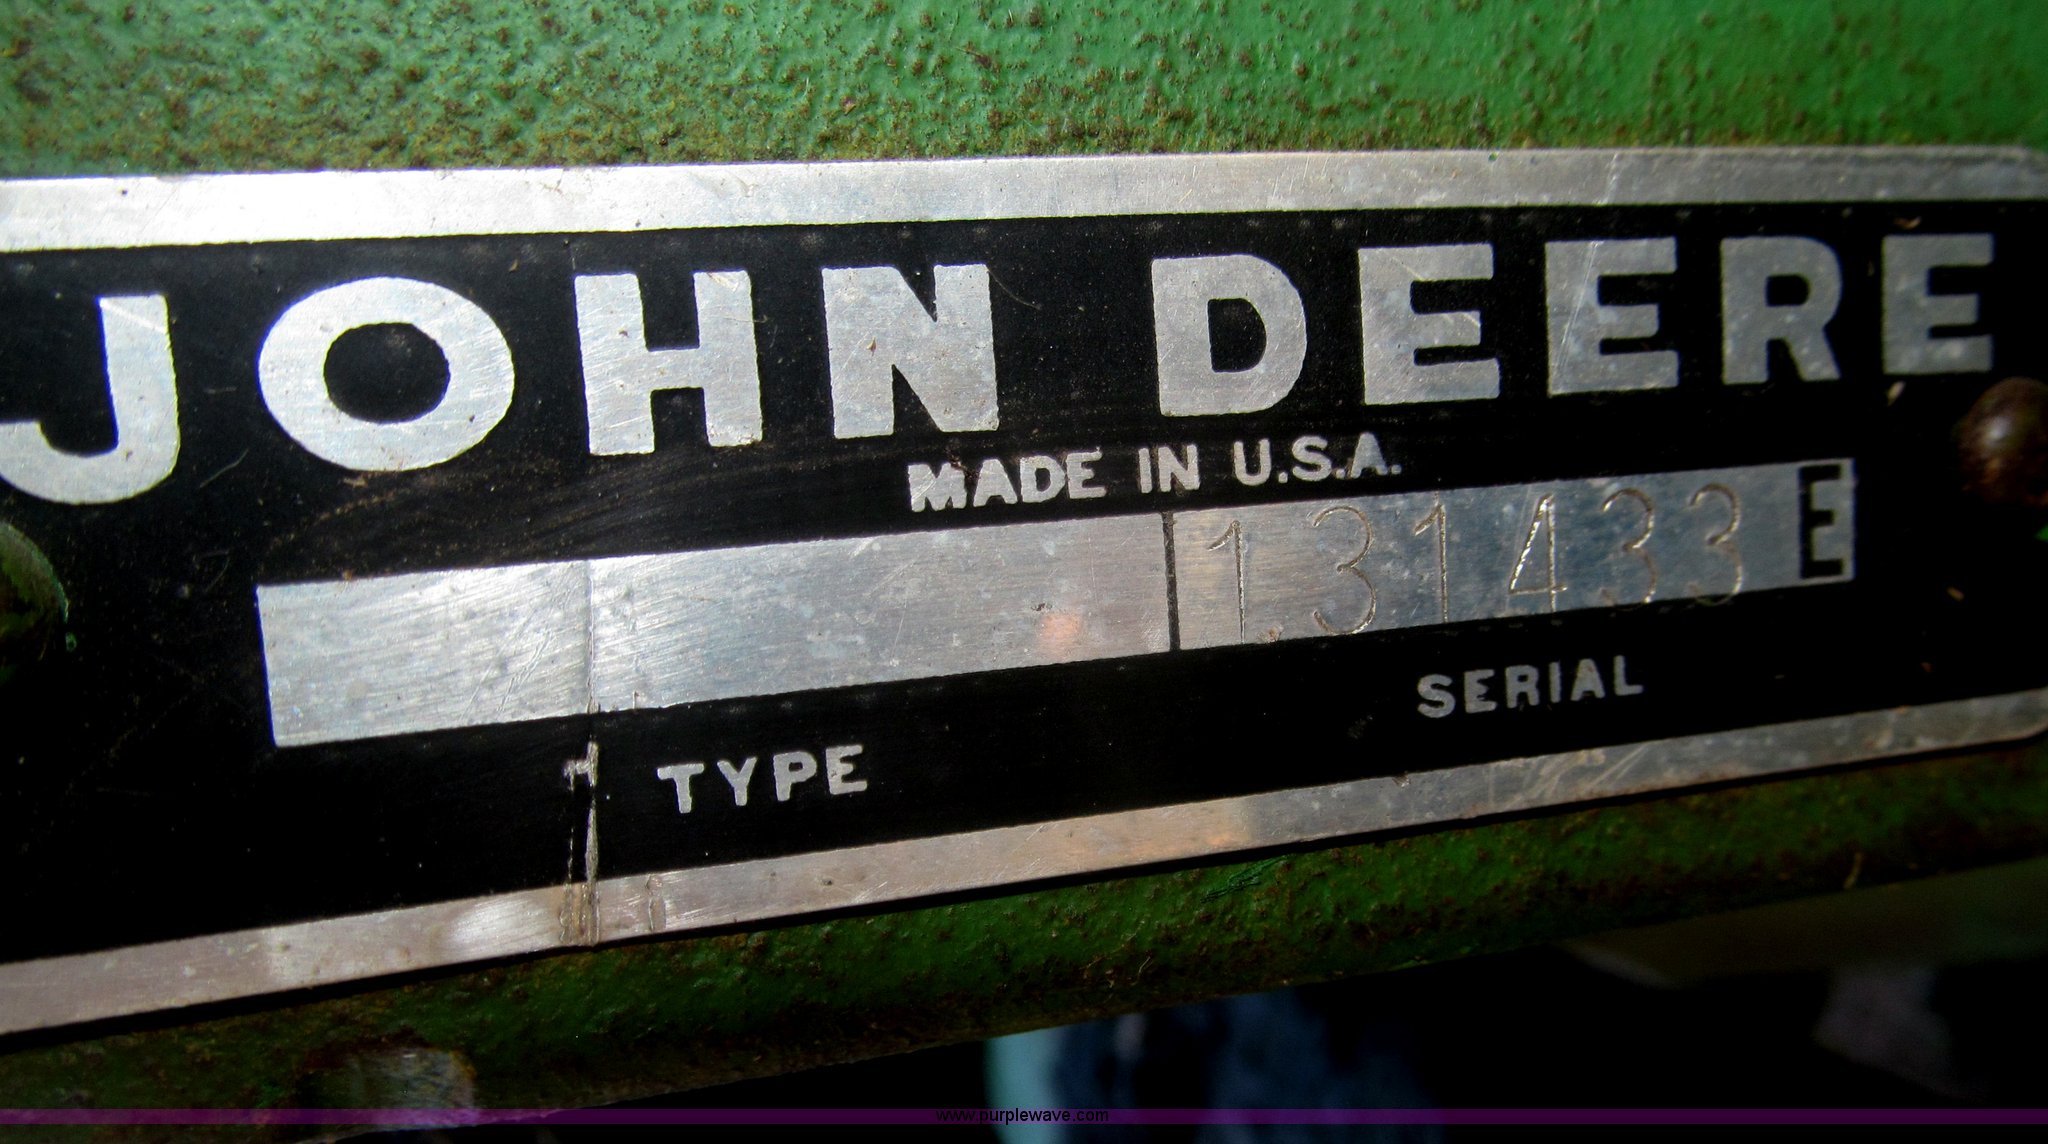 JOHN DEERE
MADE IN U.S.A.
131433 E
TYPE SERIAL
www.purplewave.com